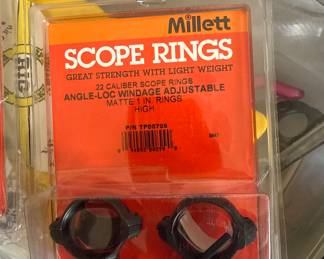 Millett
SCOPE RINGS
GREAT STRENGTH WITH LIGHT WEIGHT
22 CALIBER SCOPE RINGS
ANGLE-LOC WINDAGE ADJUSTABLE
MATTE 1 IN. RINGS
HIGH